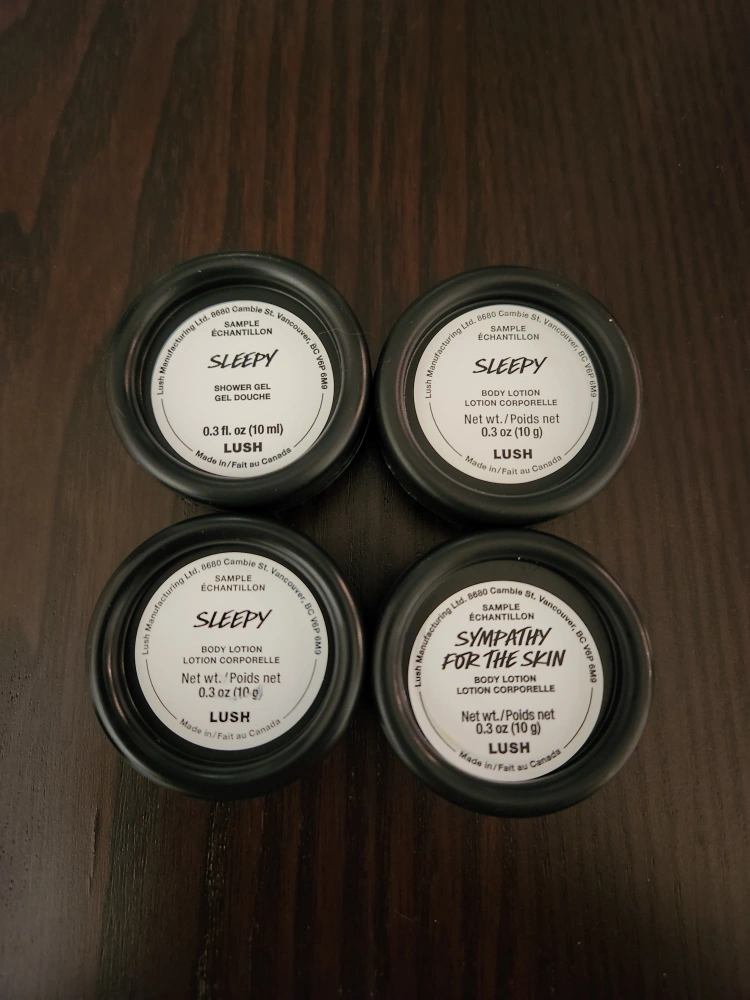 Lush Manufacturing Ltd. 8680 Cambie St. Vancouver, BC V6P 6M9
SAMPLE
ÉCHANTILLON
SLEEPY
SHOWER GEL
GEL DOUCHE
0.3 fl. oz (10 ml)
LUSH
Made in/Fait au Canada
Lush Manufacturing Ltd. 8680 Cambie St. Vancouver, BC V6P 6M9
SAMPLE
ÉCHANTILLON
SLEEPY
BODY LOTION
LOTION CORPORELLE
Net wt./Poids net
0.3 oz (10 g)
LUSH
Made in/Fait au Canada
Lush Manufacturing Ltd. 8680 Cambie St. Vancouver, BC V6P 6M9
SAMPLE
ÉCHANTILLON
SLEEPY
BODY LOTION
LOTION CORPORELLE
Net wt./Poids net
0.3 oz (10 g)
LUSH
Made in/Fait au Canada
Lush Manufacturing Ltd. 8680 Cambie St. Vancouver, BC V6P 6M9
SAMPLE
ÉCHANTILLON
SYMPATHY
FOR THE SKIN
BODY LOTION
LOTION CORPORELLE
Net wt./Poids net
0.3 oz (10 g)
LUSH
Made in/Fait au Canada